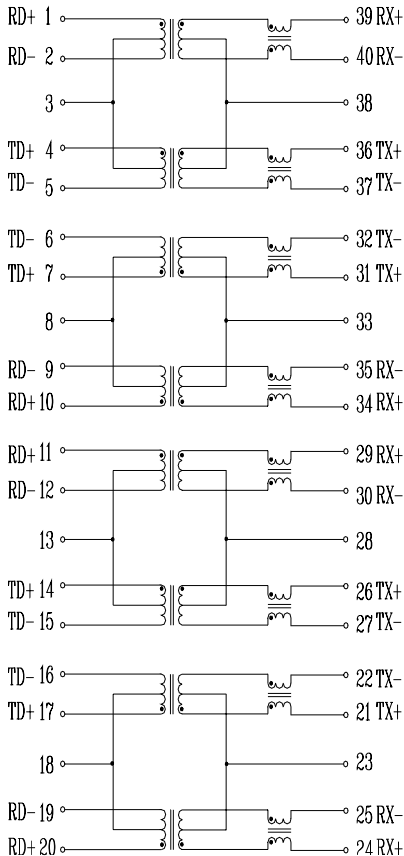 RD+ 1 39 RX+
RD- 2 40 RX-
3 38
TD+ 4 36 TX+
TD- 5 37 TX-
TD- 6 32 TX-
TD+ 7 31 TX+
8 33
RD- 9 35 RX-
RD+ 10 34 RX+
RD+ 11 29 RX+
RD- 12 30 RX-
13 28
TD+ 14 26 TX+
TD- 15 27 TX-
TD- 16 22 TX-
TD+ 17 21 TX+
18 23
RD- 19 25 RX-
RD+ 20 24 RX+